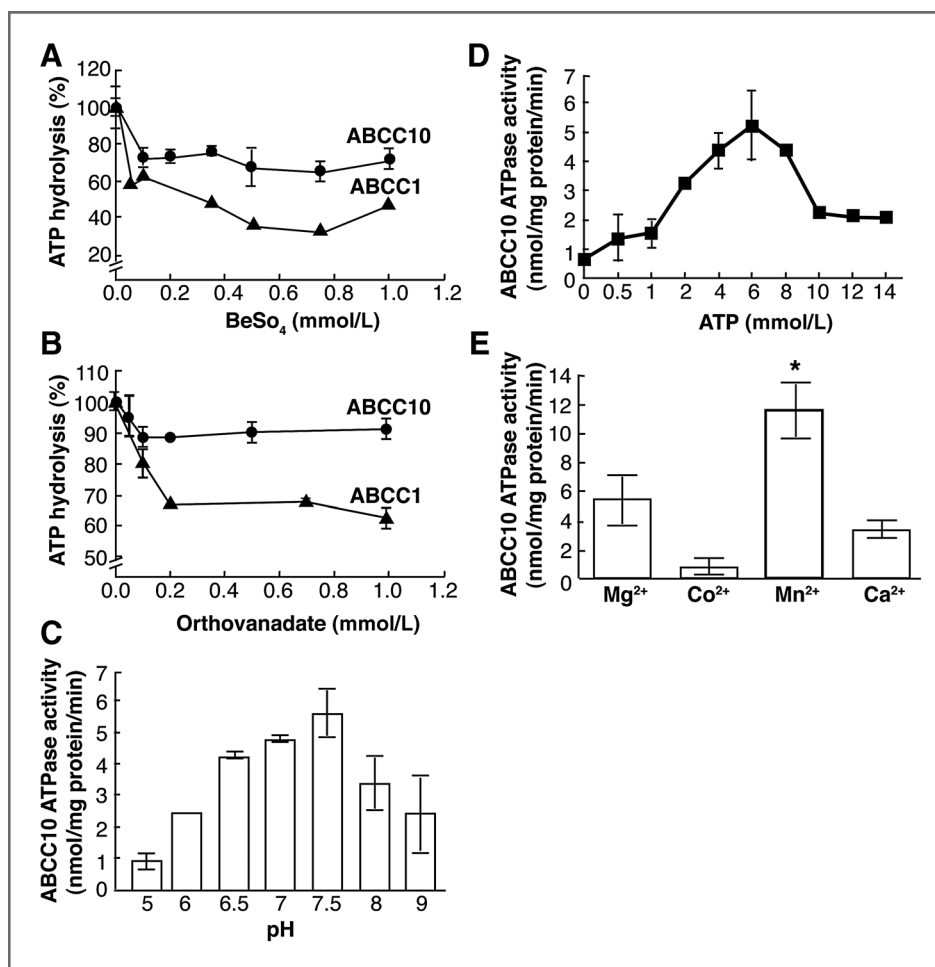 A
ATP hydrolysis (%)
120
100
80
60
40
20
ABCC10
ABCC1
0.0 0.2 0.4 0.6 0.8 1.0 1.2
BeSo4 (mmol/L)
B
ATP hydrolysis (%)
110
100
90
80
70
60
50
ABCC10
ABCC1
0.0 0.2 0.4 0.6 0.8 1.0 1.2
Orthovanadate (mmol/L)
C
ABCC10 ATPase activity
(nmol/mg protein/min)
7
6
5
4
3
2
1
0
5 6 6.5 7 7.5 8 9
pH
D
ABCC10 ATPase activity
(nmol/mg protein/min)
7
6
5
4
3
2
1
0
0 0.5 1 2 4 6 8 10 12 14
ATP (mmol/L)
E
ABCC10 ATPase activity
(nmol/mg protein/min)
14
12
10
8
6
4
2
0
*
Mg²⁺ Co²⁺ Mn²⁺ Ca²⁺